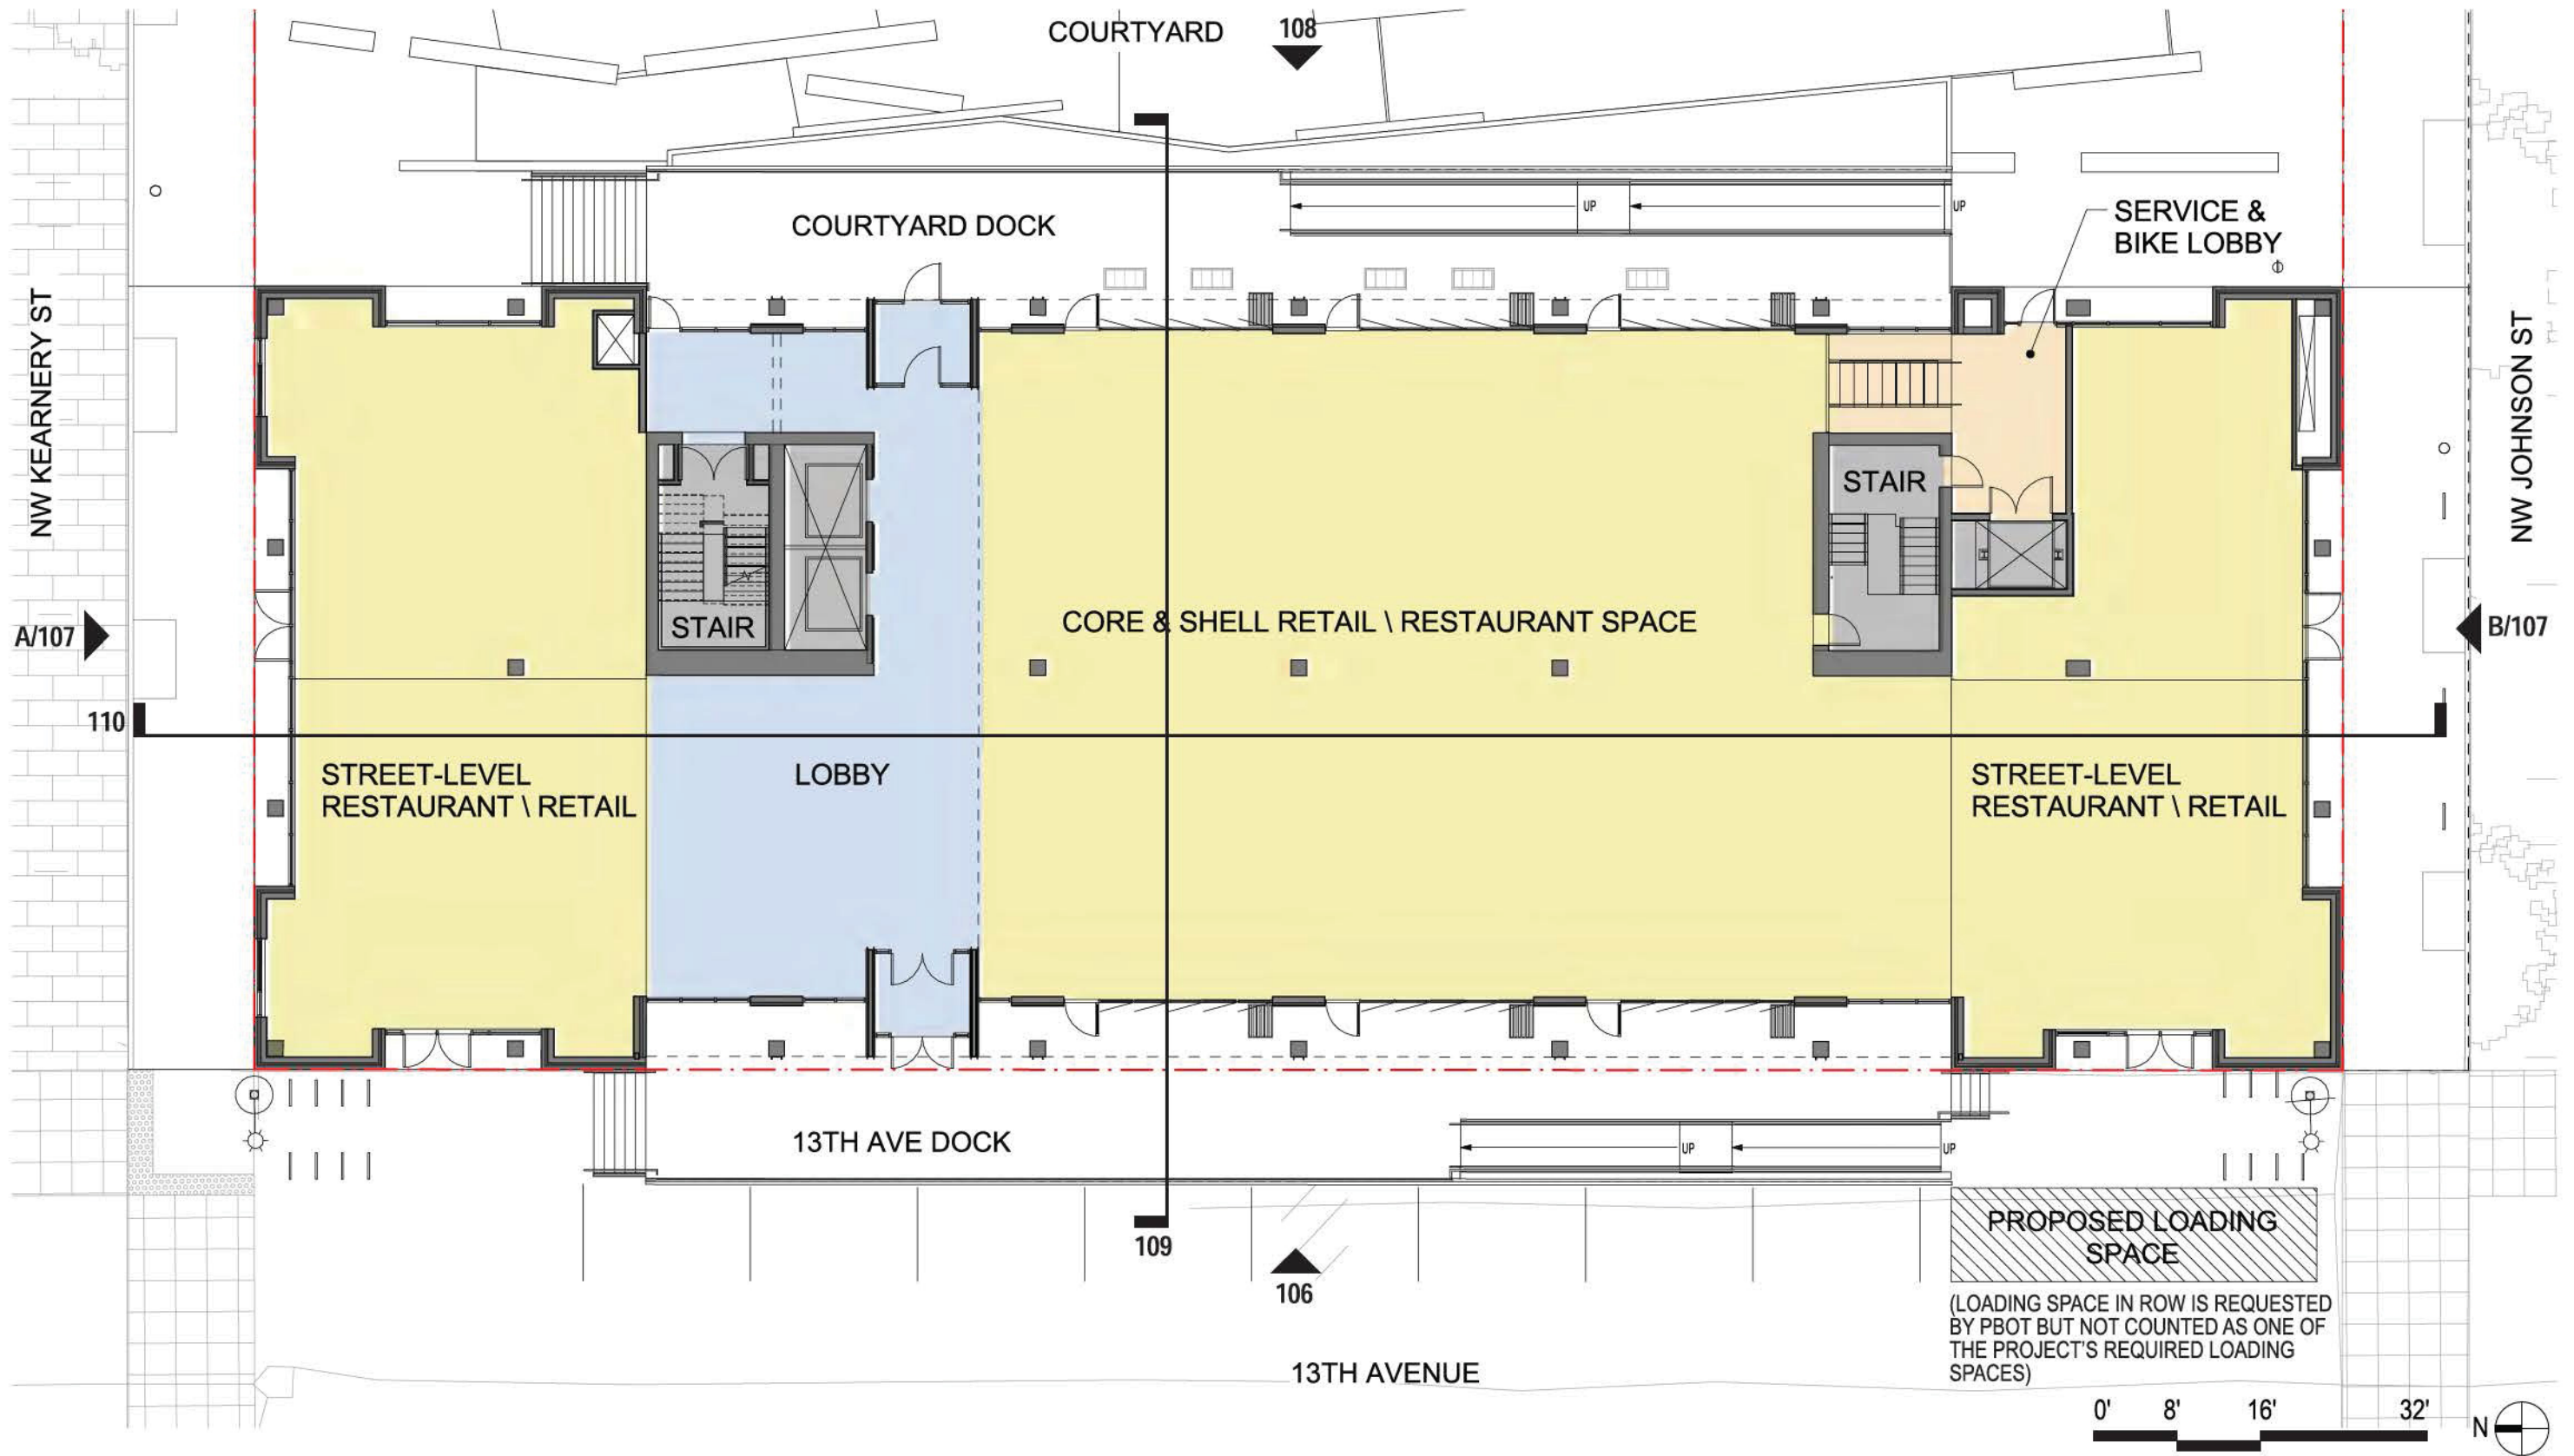 COURTYARD
108
COURTYARD DOCK
UP
UP
SERVICE &
BIKE LOBBY
NW KEARNERY ST
NW JOHNSON ST
STAIR
STAIR
CORE & SHELL RETAIL \ RESTAURANT SPACE
A/107
B/107
110
STREET-LEVEL
RESTAURANT \ RETAIL
LOBBY
STREET-LEVEL
RESTAURANT \ RETAIL
13TH AVE DOCK
UP
UP
PROPOSED LOADING
SPACE
109
106
(LOADING SPACE IN ROW IS REQUESTED
BY PBOT BUT NOT COUNTED AS ONE OF
THE PROJECT'S REQUIRED LOADING
SPACES)
13TH AVENUE
0' 8' 16' 32'
N